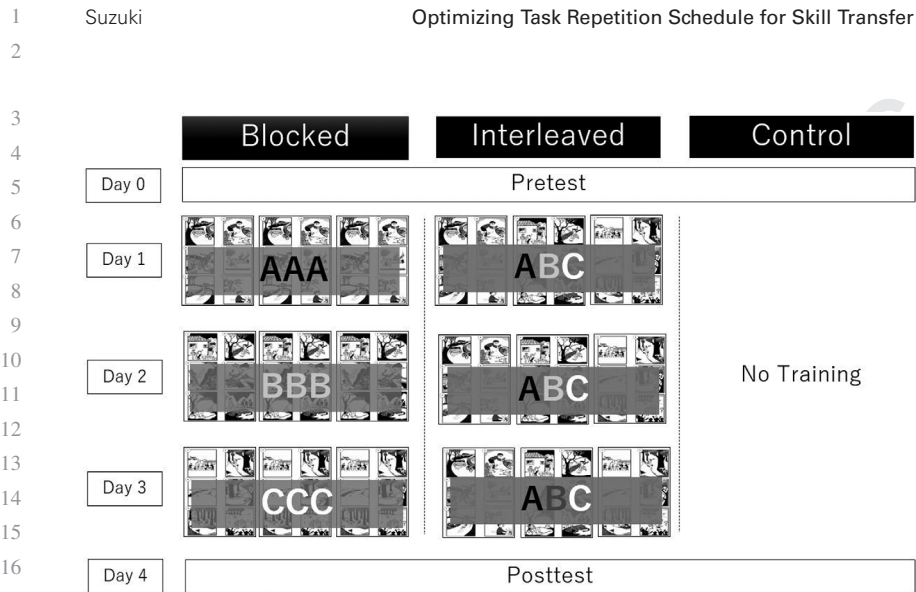 1 Suzuki Optimizing Task Repetition Schedule for Skill Transfer
2
3
Blocked Interleaved Control
4
5 Day 0 Pretest
6
7 Day 1 AAA ABC
8
9
10
Day 2 BBB ABC No Training
11
12
13
Day 3 CCC ABC
14
15
16 Day 4 Posttest